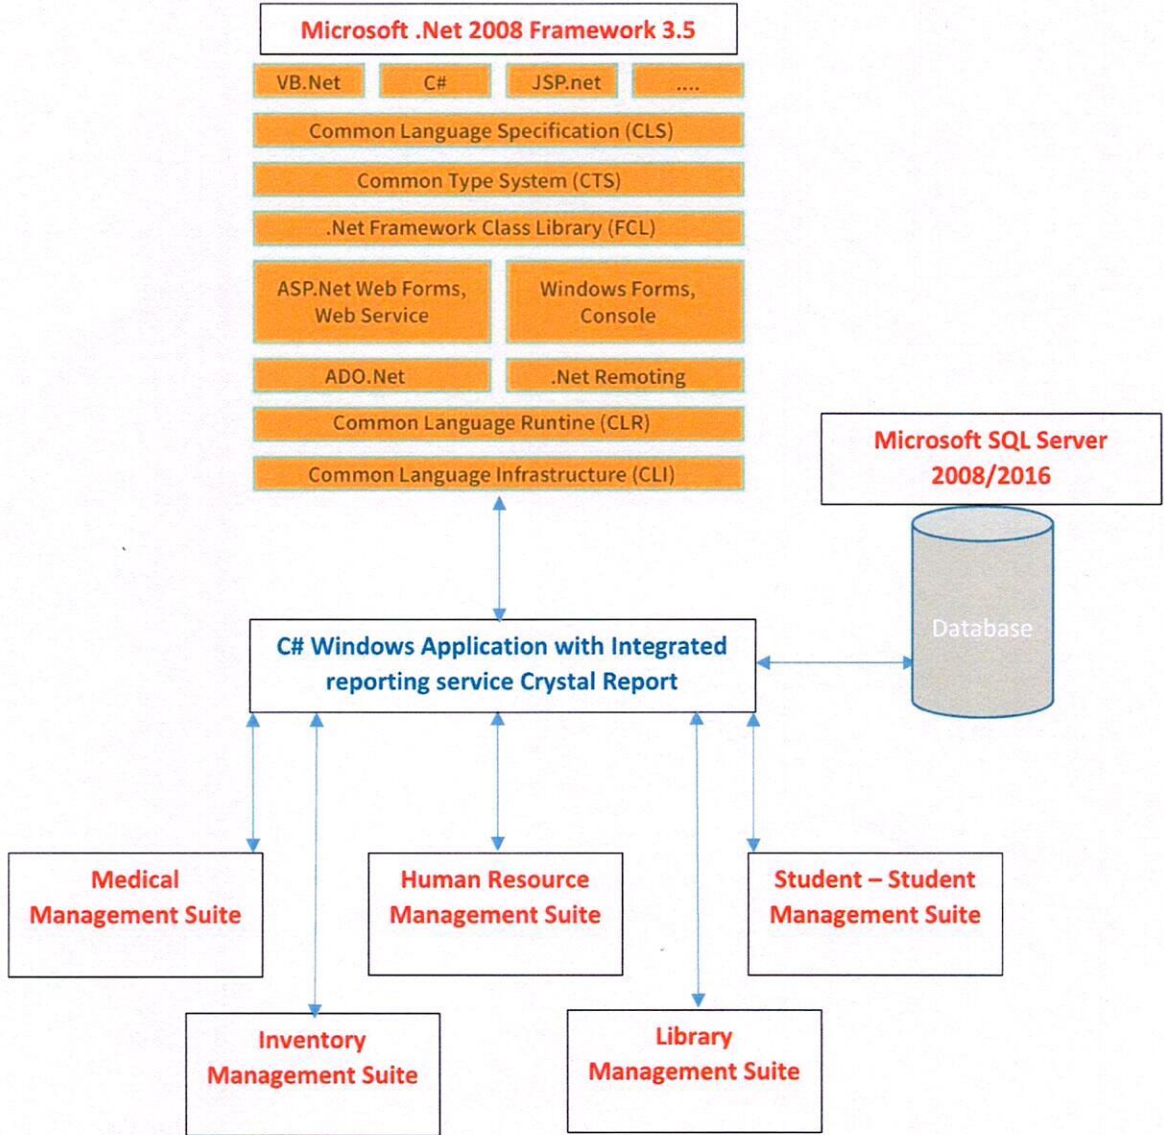 Microsoft .Net 2008 Framework 3.5
VB.Net
C#
JSP.net
....
Common Language Specification (CLS)
Common Type System (CTS)
.Net Framework Class Library (FCL)
ASP.Net Web Forms,
Web Service
Windows Forms,
Console
ADO.Net
.Net Remoting
Common Language Runtime (CLR)
Common Language Infrastructure (CLI)
Microsoft SQL Server
2008/2016
Database
C# Windows Application with Integrated
reporting service Crystal Report
Medical
Management Suite
Human Resource
Management Suite
Student – Student
Management Suite
Inventory
Management Suite
Library
Management Suite